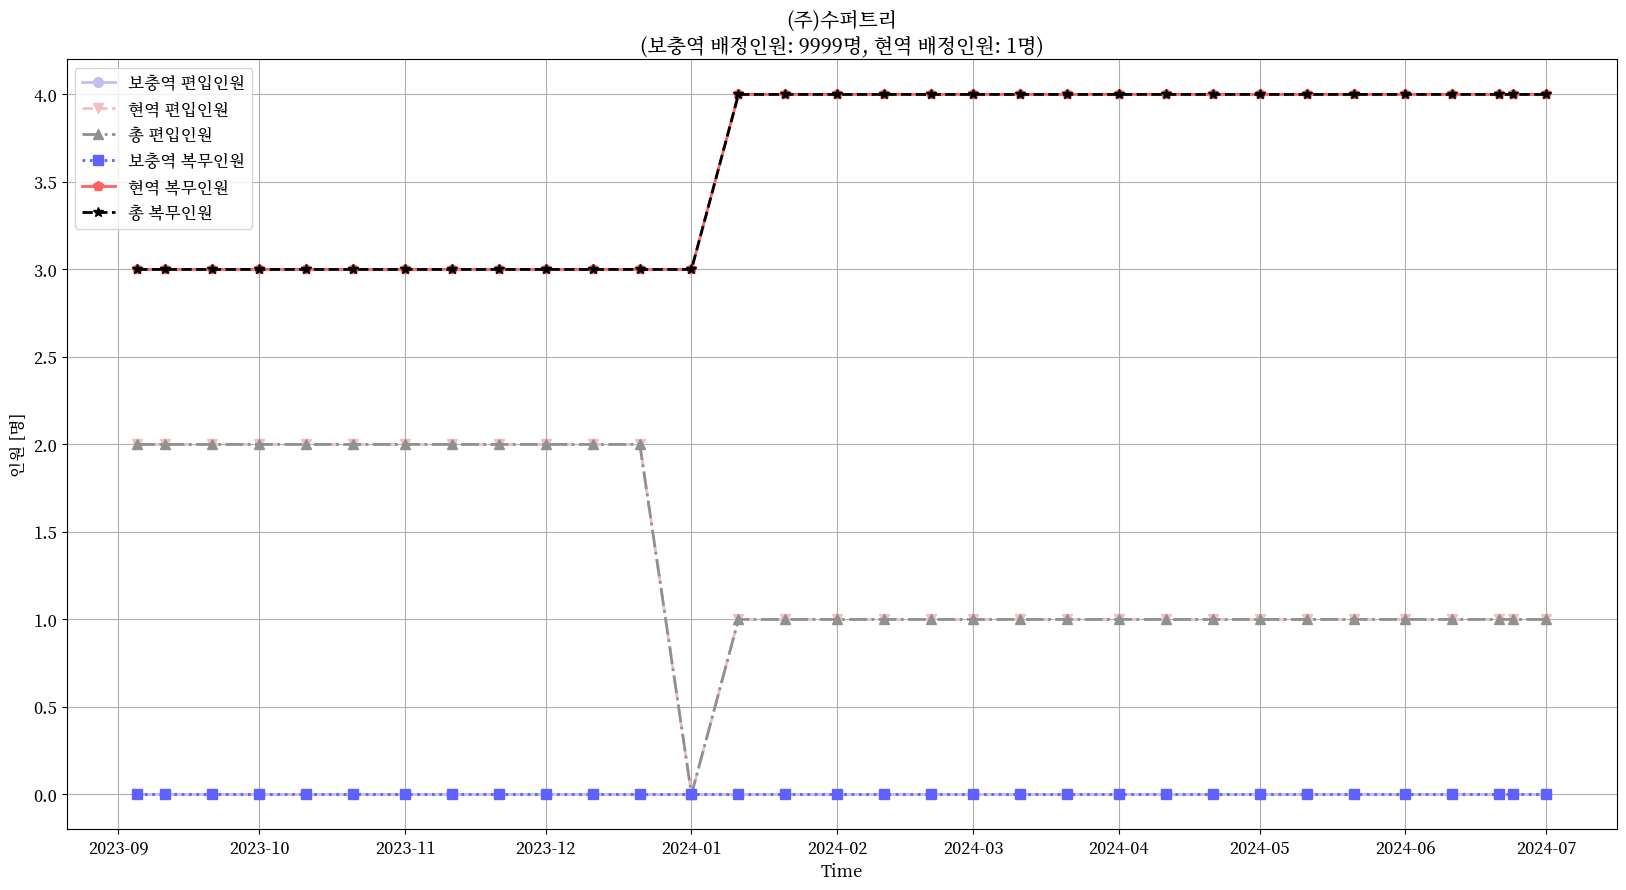 (주)수퍼트리
(보충역 배정인원: 9999명, 현역 배정인원: 1명)
보충역 편입인원
현역 편입인원
총 편입인원
보충역 복무인원
현역 복무인원
총 복무인원
인원 [명]
4.0
3.5
3.0
2.5
2.0
1.5
1.0
0.5
0.0
2023-09 2023-10 2023-11 2023-12 2024-01 2024-02 2024-03 2024-04 2024-05 2024-06 2024-07
Time